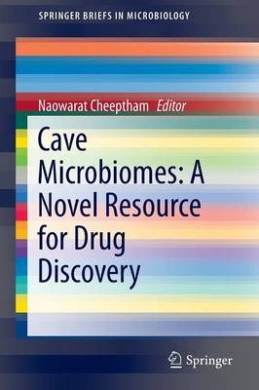 SPRINGER BRIEFS IN MICROBIOLOGY
Naowarat Cheeptham Editor
Cave
Microbiomes: A
Novel Resource
for Drug
Discovery
Springer